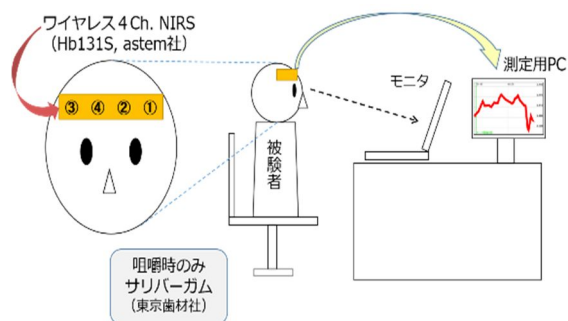 ワイヤレス4Ch. NIRS
(Hb131S, astem社)
③ ④ ② ①
被験者
モニタ
測定用PC
咀嚼時のみ
サリバーガム
(東京歯材社)